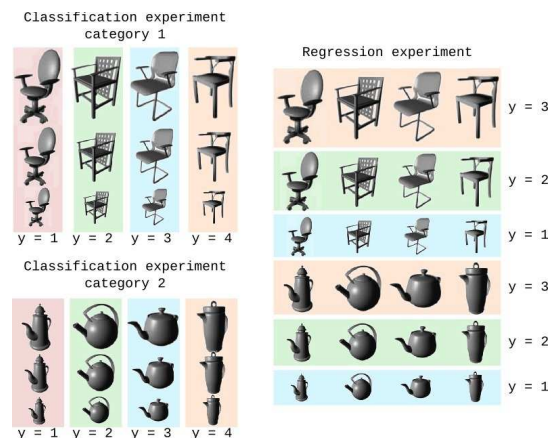 Classification experiment
category 1
y = 1 y = 2 y = 3 y = 4
Classification experiment
category 2
y = 1 y = 2 y = 3 y = 4
Regression experiment
y = 3
y = 2
y = 1
y = 3
y = 2
y = 1